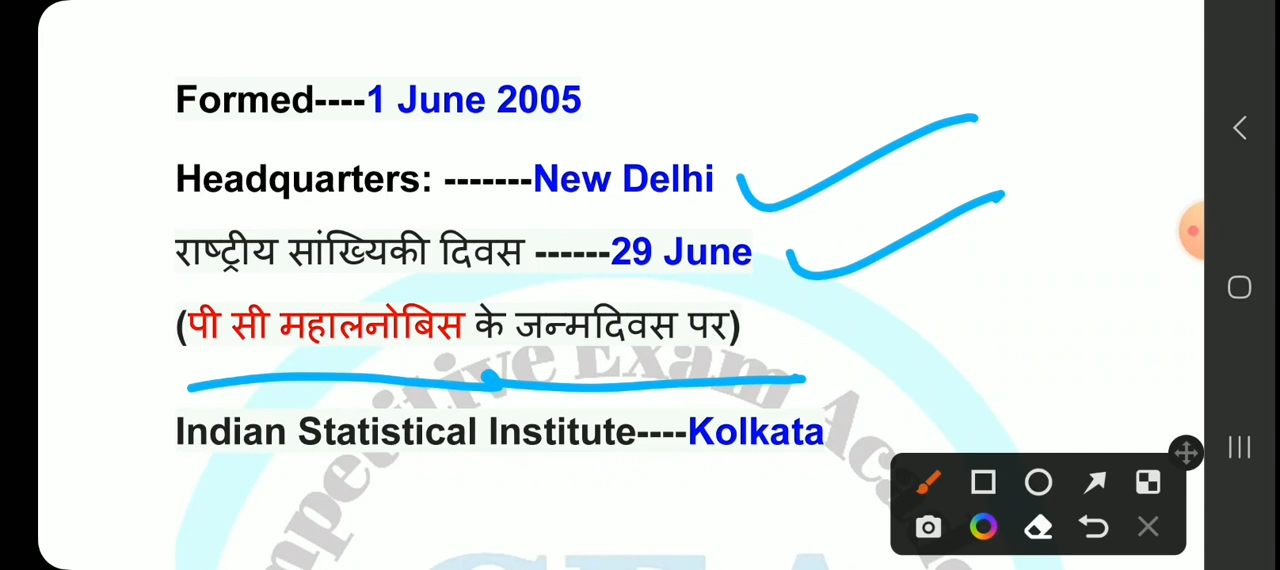 Formed----1 June 2005
Headquarters: -------New Delhi
राष्ट्रीय सांख्यिकी दिवस ------29 June
(पी सी महालनोबिस के जन्मदिवस पर)
Indian Statistical Institute----Kolkata